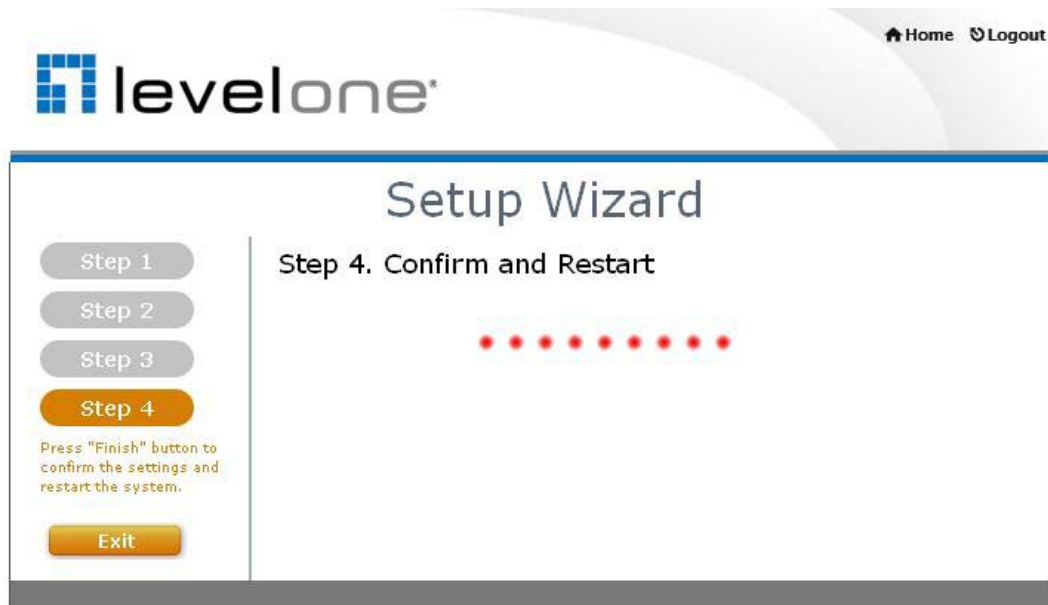 Home Logout
levelone
Setup Wizard
Step 1
Step 2
Step 3
Step 4
Press "Finish" button to
confirm the settings and
restart the system.
Exit
Step 4. Confirm and Restart